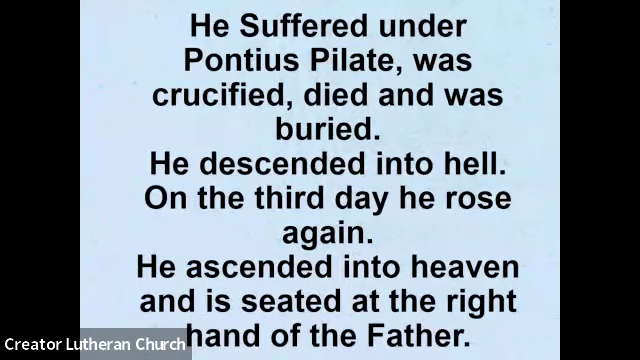 He Suffered under
Pontius Pilate, was
crucified, died and was
buried.
He descended into hell.
On the third day he rose
again.
He ascended into heaven
and is seated at the right
hand of the Father.
Creator Lutheran Church